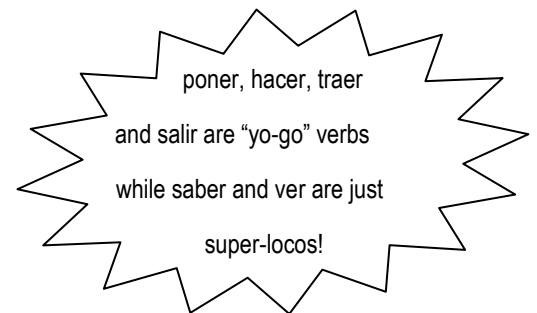 poner, hacer, traer
and salir are “yo-go” verbs
while saber and ver are just
super-locos!